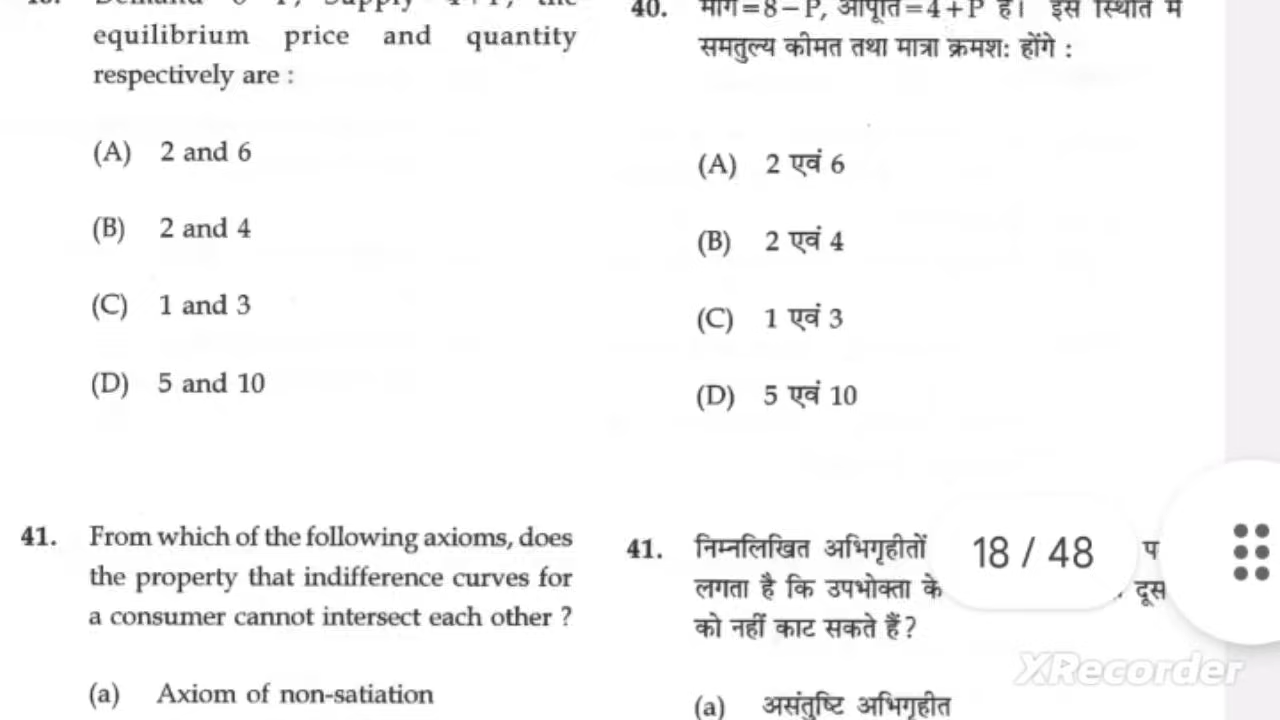 equilibrium price and quantity
respectively are :
(A) 2 and 6
(B) 2 and 4
(C) 1 and 3
(D) 5 and 10
41. From which of the following axioms, does
the property that indifference curves for
a consumer cannot intersect each other ?
(a) Axiom of non-satiation
40. माँग=8-P, आपूर्ति=4+P है। इस स्थिति में
समतुल्य कीमत तथा मात्रा क्रमशः होंगे :
(A) 2 एवं 6
(B) 2 एवं 4
(C) 1 एवं 3
(D) 5 एवं 10
41. निम्नलिखित अभिगृहीतों
लगता है कि उपभोक्ता के
को नहीं काट सकते हैं?
(a) असंतुष्टि अभिगृहीत
18 / 48
XRecorder